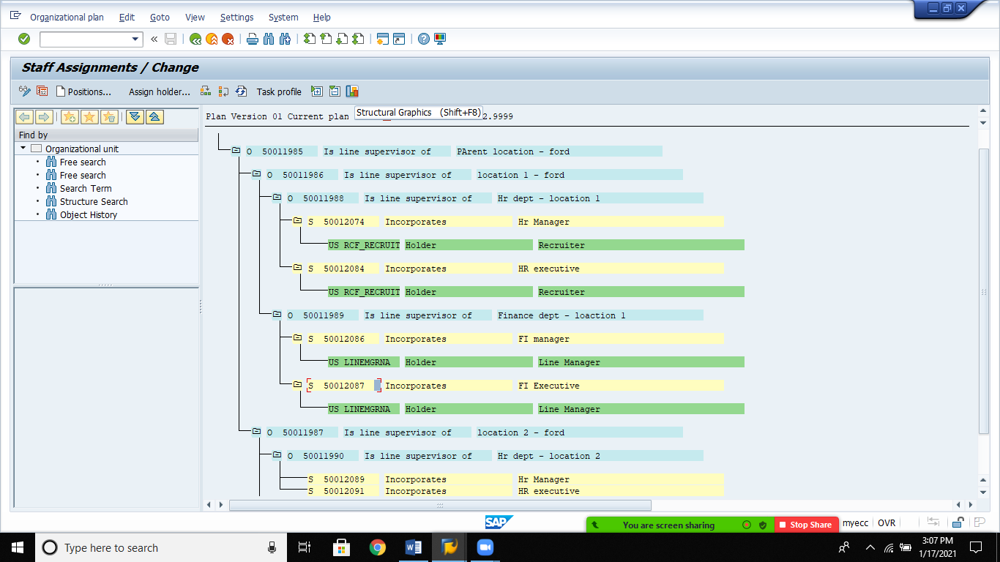 Organizational plan Edit Goto View Settings System Help
Staff Assignments / Change
Positions... Assign holder... Task profile
Plan Version 01 Current plan Structural Graphics (Shift+F8) 2.9999
Find by
Organizational unit
Free search
Free search
Search Term
Structure Search
Object History
O 50011985 Is line supervisor of PArent location - ford
O 50011986 Is line supervisor of location 1 - ford
O 50011988 Is line supervisor of Hr dept - location 1
S 50012074 Incorporates Hr Manager
US RCF_RECRUIT Holder Recruiter
S 50012084 Incorporates HR executive
US RCF_RECRUIT Holder Recruiter
O 50011989 Is line supervisor of Finance dept - loaction 1
S 50012086 Incorporates FI manager
US LINEMGRNA Holder Line Manager
S 50012087 Incorporates FI Executive
US LINEMGRNA Holder Line Manager
O 50011987 Is line supervisor of location 2 - ford
O 50011990 Is line supervisor of Hr dept - location 2
S 50012089 Incorporates Hr Manager
S 50012091 Incorporates HR executive
SAP
You are screen sharing Stop Share myecc OVR
Type here to search
3:07 PM
1/17/2021